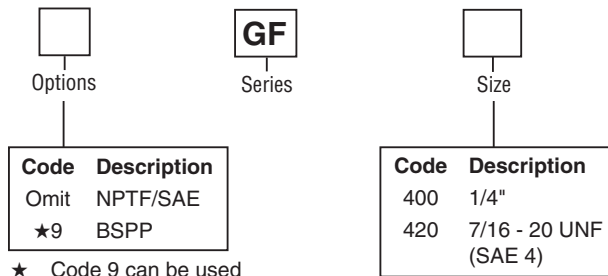 GF
Options
Series
Size
Code Description
Omit NPTF/SAE
★9 BSPP
Code Description
400 1/4"
420 7/16 - 20 UNF
(SAE 4)
★ Code 9 can be used